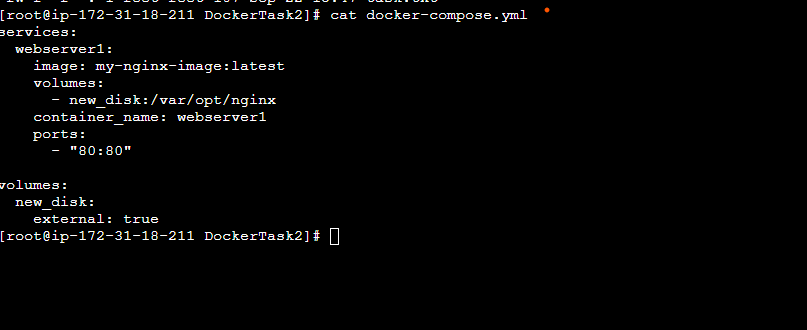 [root@ip-172-31-18-211 DockerTask2]# cat docker-compose.yml
services:
  webserver1:
    image: my-nginx-image:latest
    volumes:
      - new_disk:/var/opt/nginx
    container_name: webserver1
    ports:
      - "80:80"

volumes:
  new_disk:
    external: true
[root@ip-172-31-18-211 DockerTask2]#